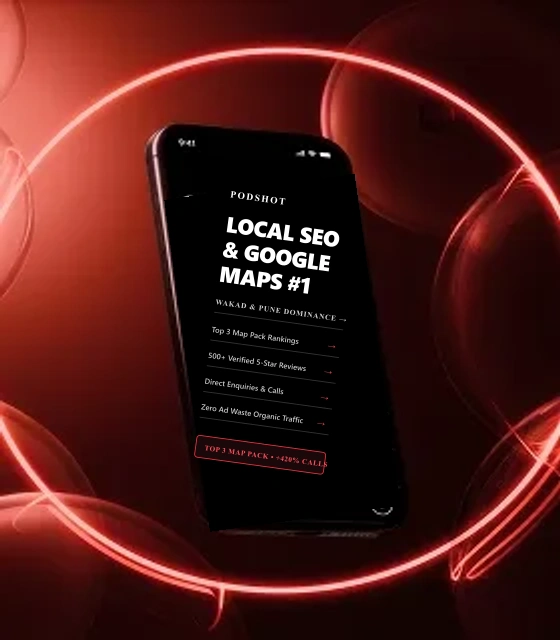 9:41
PODSHOT
LOCAL SEO
& GOOGLE
MAPS #1
WAKAD & PUNE DOMINANCE →
Top 3 Map Pack Rankings →
500+ Verified 5-Star Reviews →
Direct Enquiries & Calls →
Zero Ad Waste Organic Traffic →
TOP 3 MAP PACK • +420% CALLS